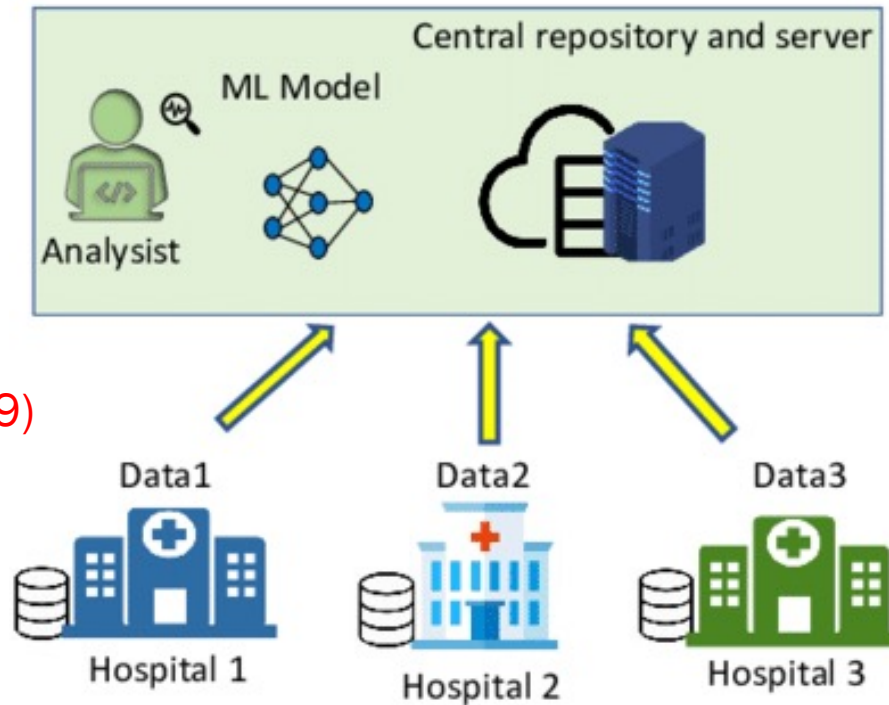 Central repository and server
ML Model
</>
Analysist
9)
Data1 Data2 Data3
Hospital 1 Hospital 2 Hospital 3